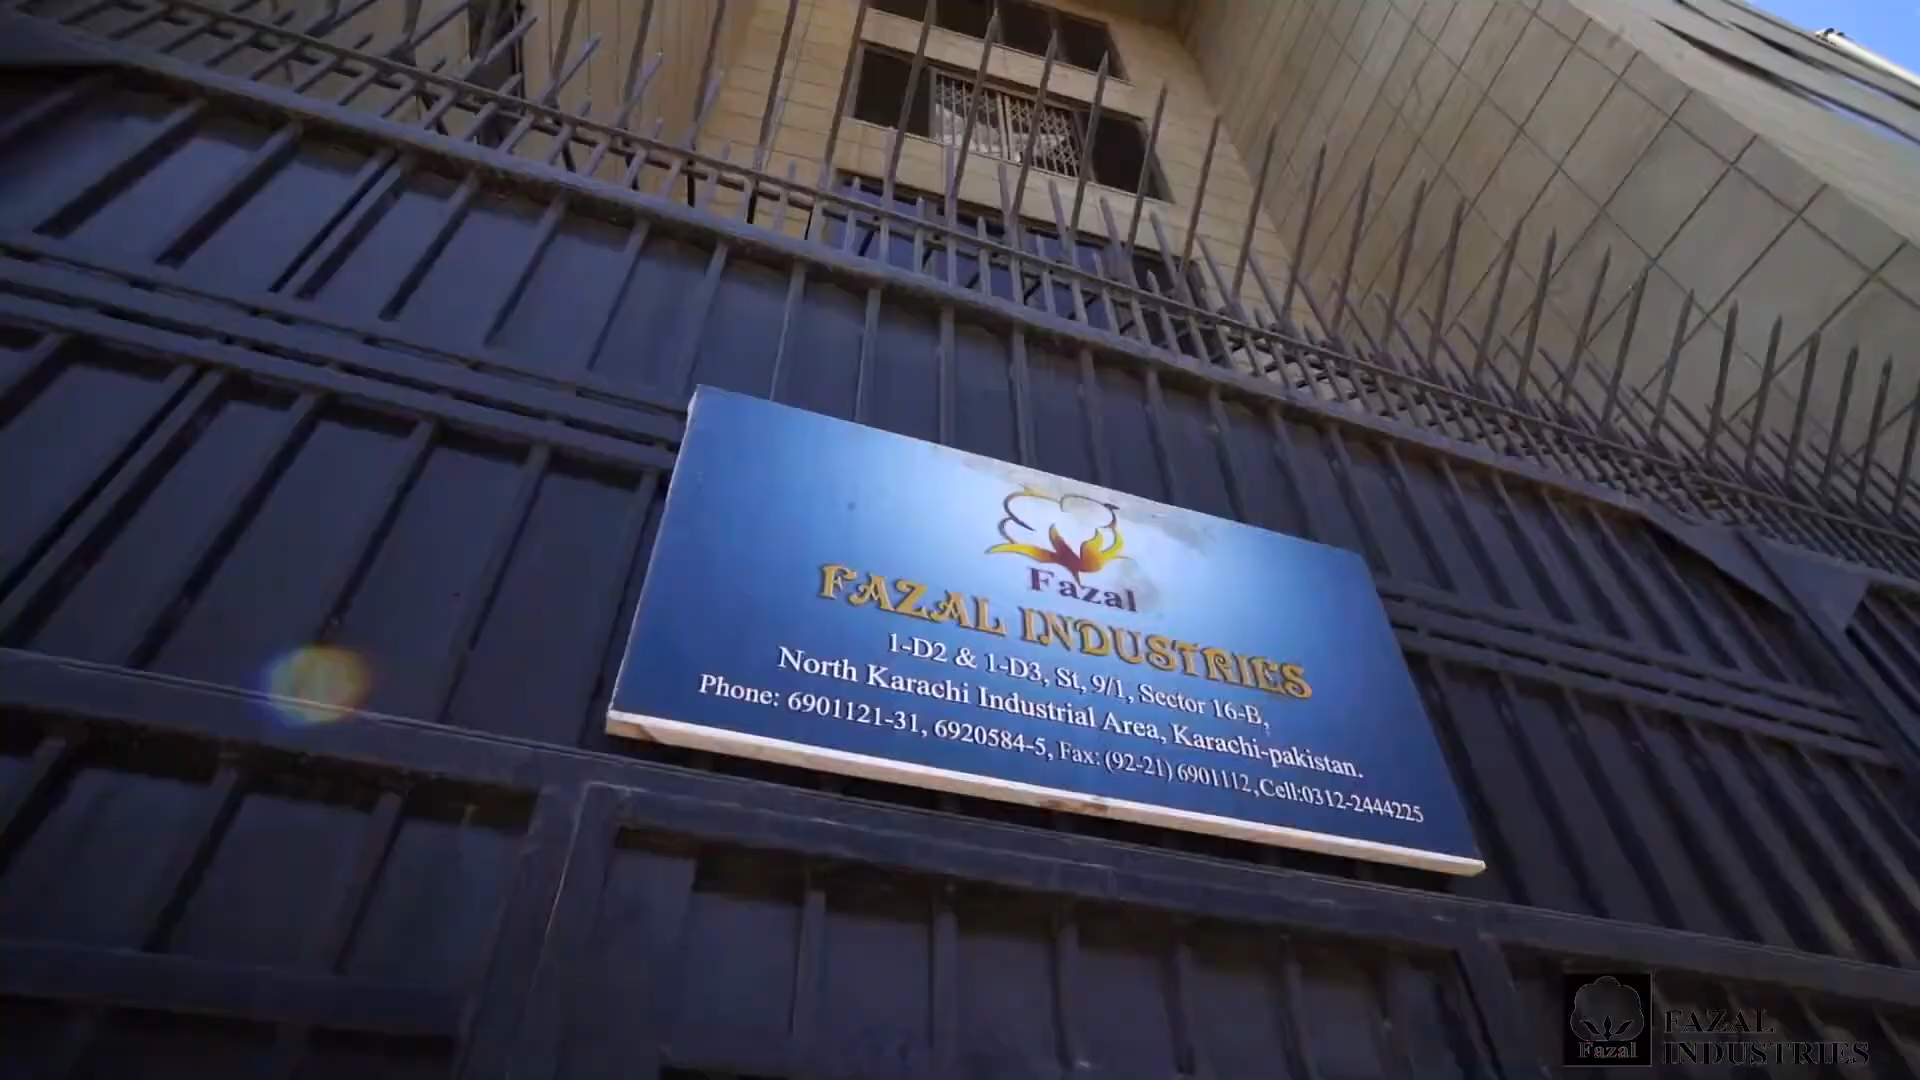 Fazal
FAZAL INDUSTRIES
1-D2 & 1-D3, St, 9/1, Sector 16-B,
North Karachi Industrial Area, Karachi-pakistan.
Phone: 6901121-31, 6920584-5, Fax: (92-21) 6901112,Cell:0312-2444225
Fazal
FAZAL
INDUSTRIES